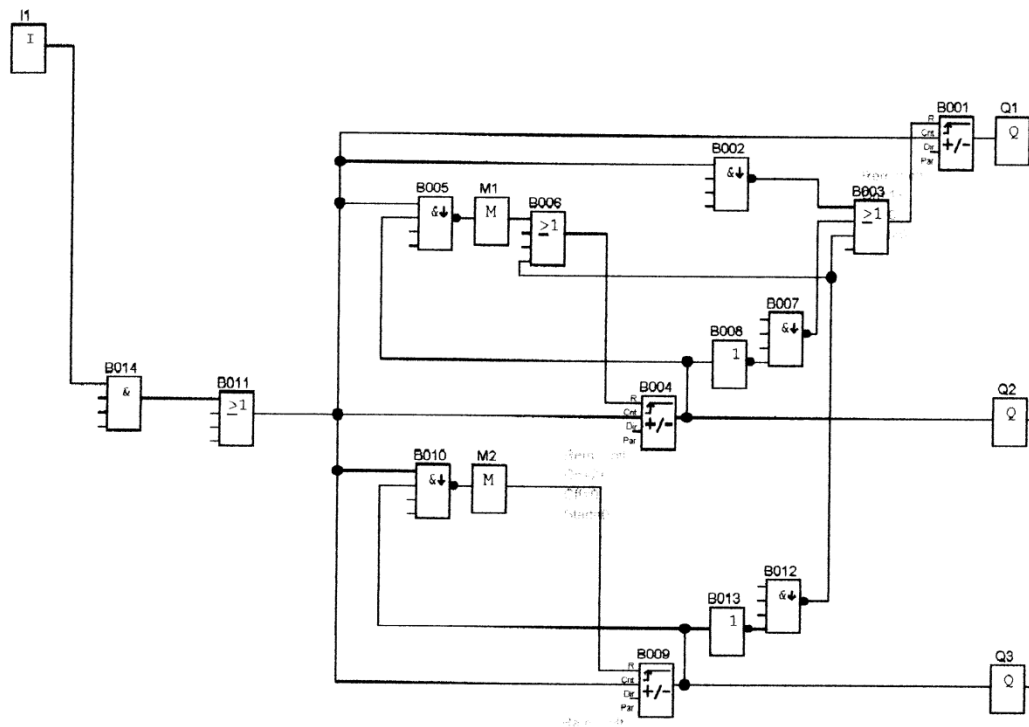 I1
I
B001
Q1
R
Cnt
Dir
Par
+/-
Q
B002
&↓
B003
≥1
B005
&↓
M1
M
B006
≥1
B007
&↓
B008
1
B014
&
B011
≥1
B004
R
Cnt
Dir
Par
+/-
Q2
Q
B010
&↓
M2
M
B012
&↓
B013
1
B009
R
Cnt
Dir
Par
+/-
Q3
Q